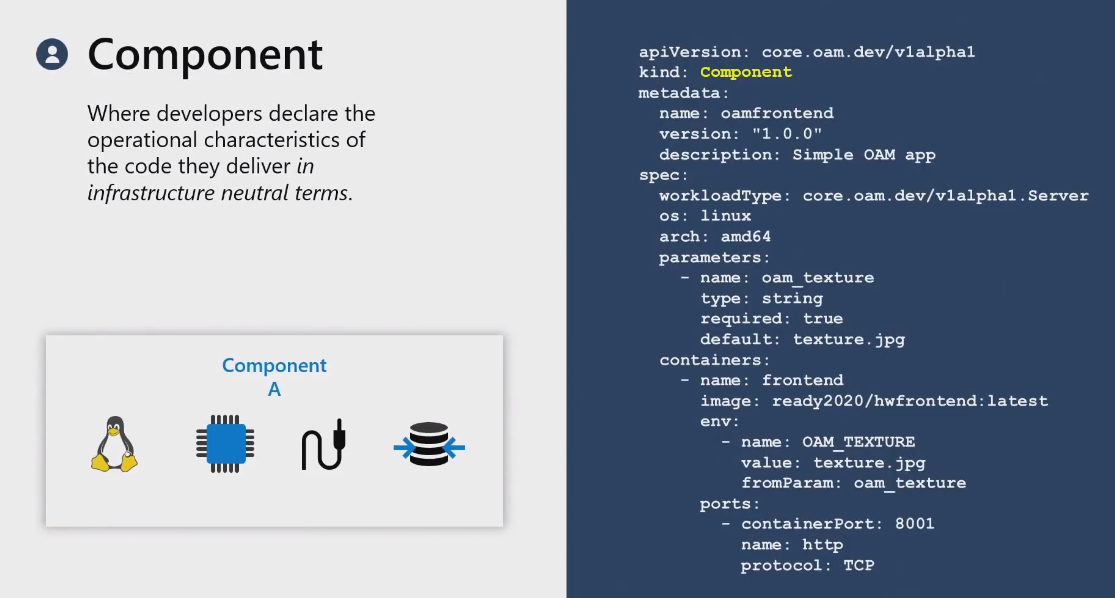 Component
Where developers declare the
operational characteristics of
the code they deliver in
infrastructure neutral terms.
Component
A
apiVersion: core.oam.dev/v1alpha1
kind: Component
metadata:
  name: oamfrontend
  version: "1.0.0"
  description: Simple OAM app
spec:
  workloadType: core.oam.dev/v1alpha1.Server
  os: linux
  arch: amd64
  parameters:
    - name: oam_texture
      type: string
      required: true
      default: texture.jpg
  containers:
    - name: frontend
      image: ready2020/hwfrontend:latest
      env:
        - name: OAM_TEXTURE
          value: texture.jpg
          fromParam: oam_texture
      ports:
        - containerPort: 8001
          name: http
          protocol: TCP